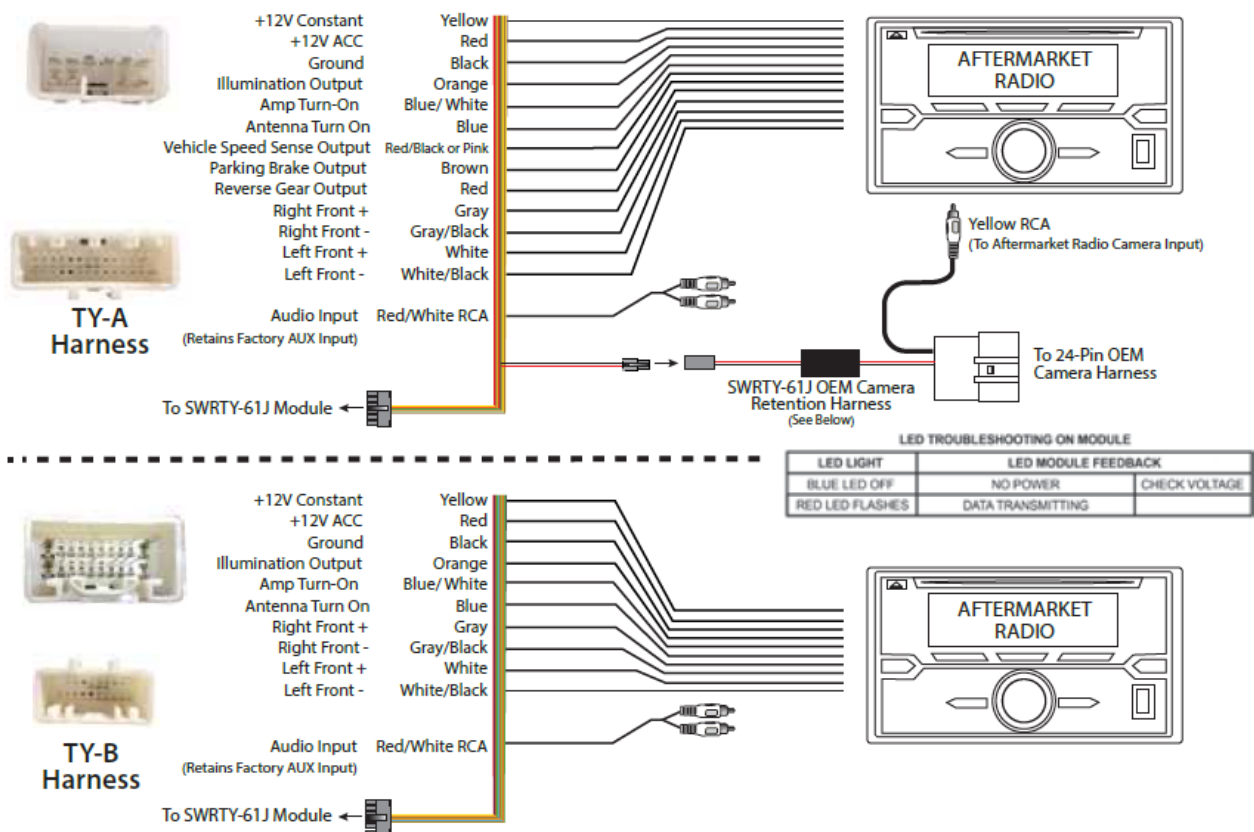 +12V Constant Yellow
+12V ACC Red
Ground Black
Illumination Output Orange
Amp Turn-On Blue/ White
Antenna Turn On Blue
Vehicle Speed Sense Output Red/Black or Pink
Parking Brake Output Brown
Reverse Gear Output Red
Right Front + Gray
Right Front - Gray/Black
Left Front + White
Left Front - White/Black
TY-A
Harness
Audio Input Red/White RCA
(Retains Factory AUX Input)
To SWRTY-61J Module
AFTERMARKET
RADIO
Yellow RCA
(To Aftermarket Radio Camera Input)
To 24-Pin OEM
Camera Harness
SWRTY-61J OEM Camera
Retention Harness
(See Below)
LED TROUBLESHOOTING ON MODULE
LED LIGHT LED MODULE FEEDBACK
BLUE LED OFF NO POWER CHECK VOLTAGE
RED LED FLASHES DATA TRANSMITTING
+12V Constant Yellow
+12V ACC Red
Ground Black
Illumination Output Orange
Amp Turn-On Blue/ White
Antenna Turn On Blue
Right Front + Gray
Right Front - Gray/Black
Left Front + White
Left Front - White/Black
TY-B
Harness
Audio Input Red/White RCA
(Retains Factory AUX Input)
To SWRTY-61J Module
AFTERMARKET
RADIO